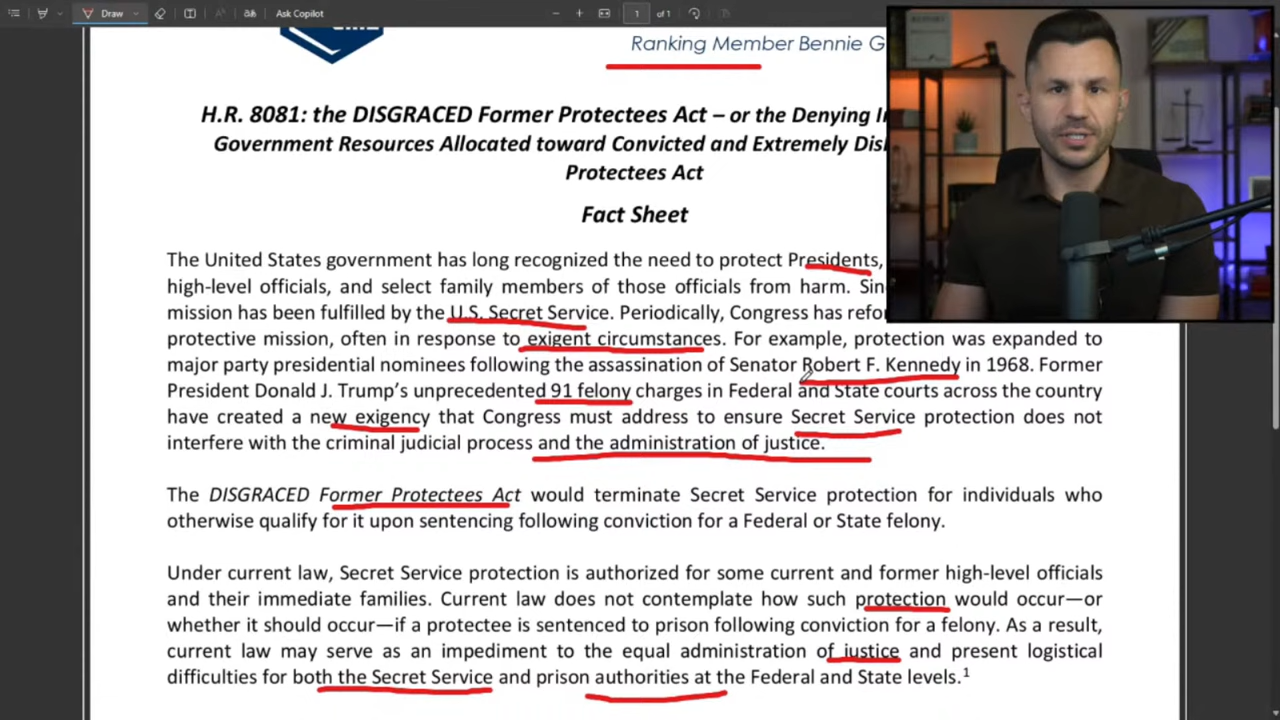 Draw
Ask Copilot
1 of 1
Ranking Member Bennie G
H.R. 8081: the DISGRACED Former Protectees Act – or the Denying
Government Resources Allocated toward Convicted and Extremely
Protectees Act
Fact Sheet
The United States government has long recognized the need to protect Presidents,
high-level officials, and select family members of those officials from harm.
mission has been fulfilled by the U.S. Secret Service. Periodically, Congress has
protective mission, often in response to exigent circumstances. For example, protection was expanded to
major party presidential nominees following the assassination of Senator Robert F. Kennedy in 1968. Former
President Donald J. Trump’s unprecedented 91 felony charges in Federal and State courts across the country
have created a new exigency that Congress must address to ensure Secret Service protection does not
interfere with the criminal judicial process and the administration of justice.
The DISGRACED Former Protectees Act would terminate Secret Service protection for individuals who
otherwise qualify for it upon sentencing following conviction for a Federal or State felony.
Under current law, Secret Service protection is authorized for some current and former high-level officials
and their immediate families. Current law does not contemplate how such protection would occur—or
whether it should occur—if a protectee is sentenced to prison following conviction for a felony. As a result,
current law may serve as an impediment to the equal administration of justice and present logistical
difficulties for both the Secret Service and prison authorities at the Federal and State levels.1